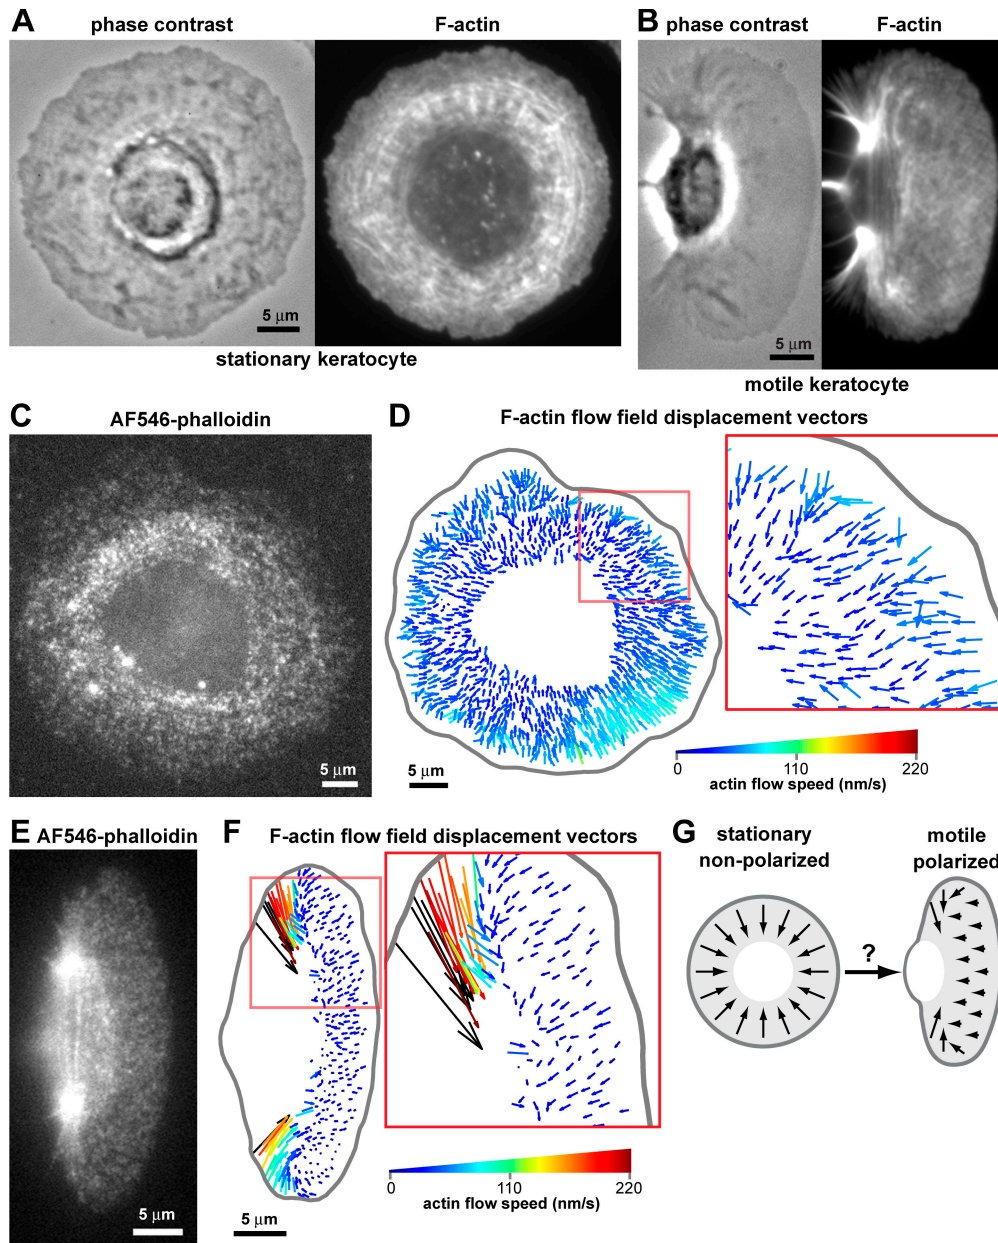 A
phase contrast
F-actin
5 μm
stationary keratocyte
B
phase contrast
F-actin
5 μm
motile keratocyte
C
AF546-phalloidin
5 μm
D
F-actin flow field displacement vectors
5 μm
0
110
220
actin flow speed (nm/s)
E
AF546-phalloidin
5 μm
F
F-actin flow field displacement vectors
5 μm
0
110
220
actin flow speed (nm/s)
G
stationary
non-polarized
?
motile
polarized